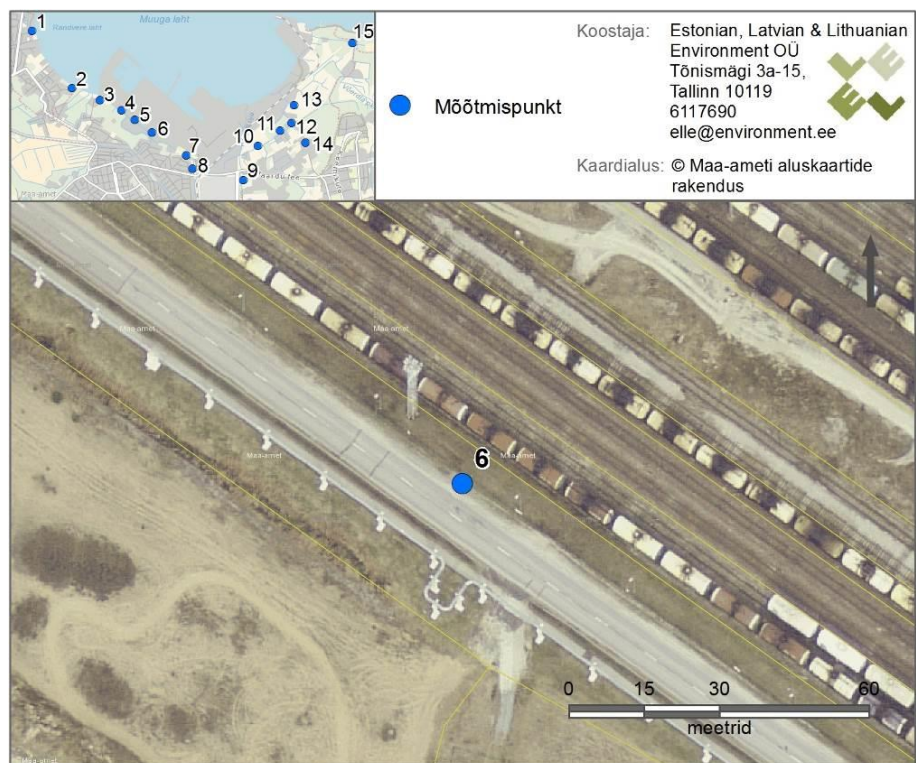 1
Randvere laht
Muuga laht
15
2
3
4
5
6
7
8
9
10
11
12
13
14
Maa-amet
Mõõtmispunkt
Koostaja: Estonian, Latvian & Lithuanian
Environment OÜ
Tõnismägi 3a-15,
Tallinn 10119
6117690
elle@environment.ee
Kaardialus: © Maa-ameti aluskaartide
rakendus
Maa-amet
Maa-amet
Maa-amet
6
Maa-amet
0 15 30 60
meetrid
©Maa-amet